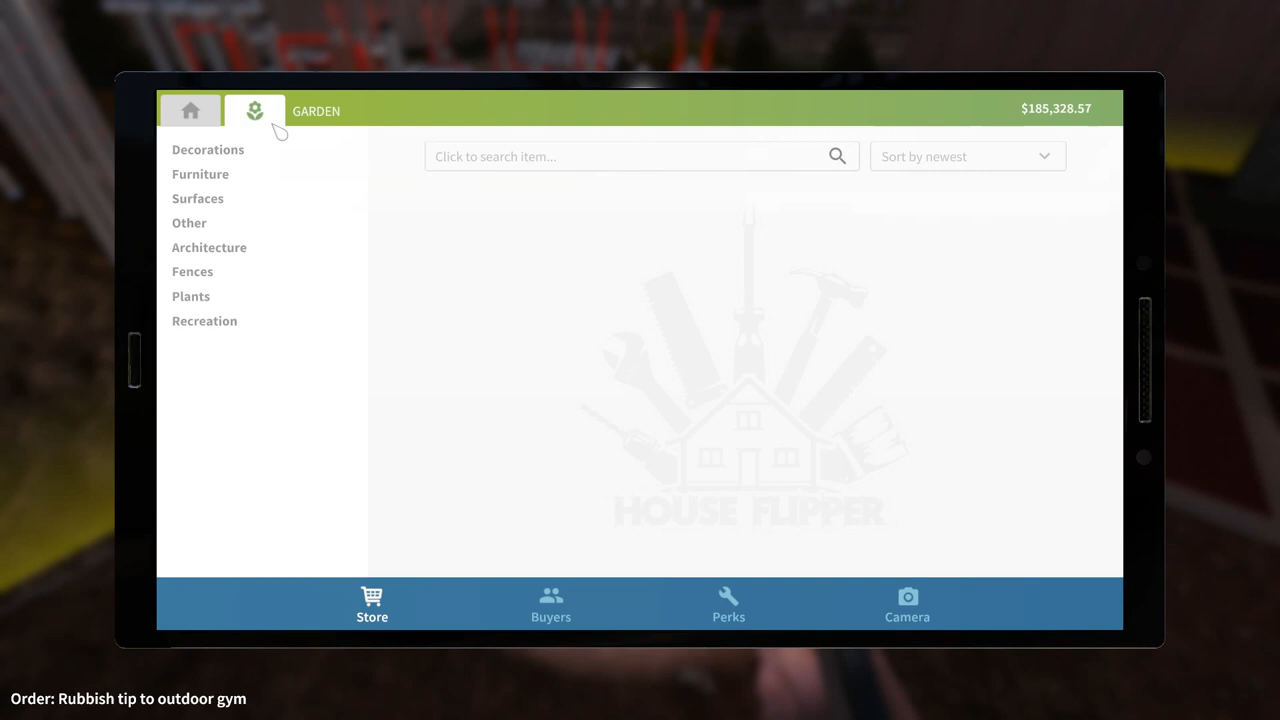 GARDEN
$185,328.57
Decorations
Furniture
Surfaces
Other
Architecture
Fences
Plants
Recreation
Click to search item...
Sort by newest
HOUSE FLIPPER
Store
Buyers
Perks
Camera
Order: Rubbish tip to outdoor gym